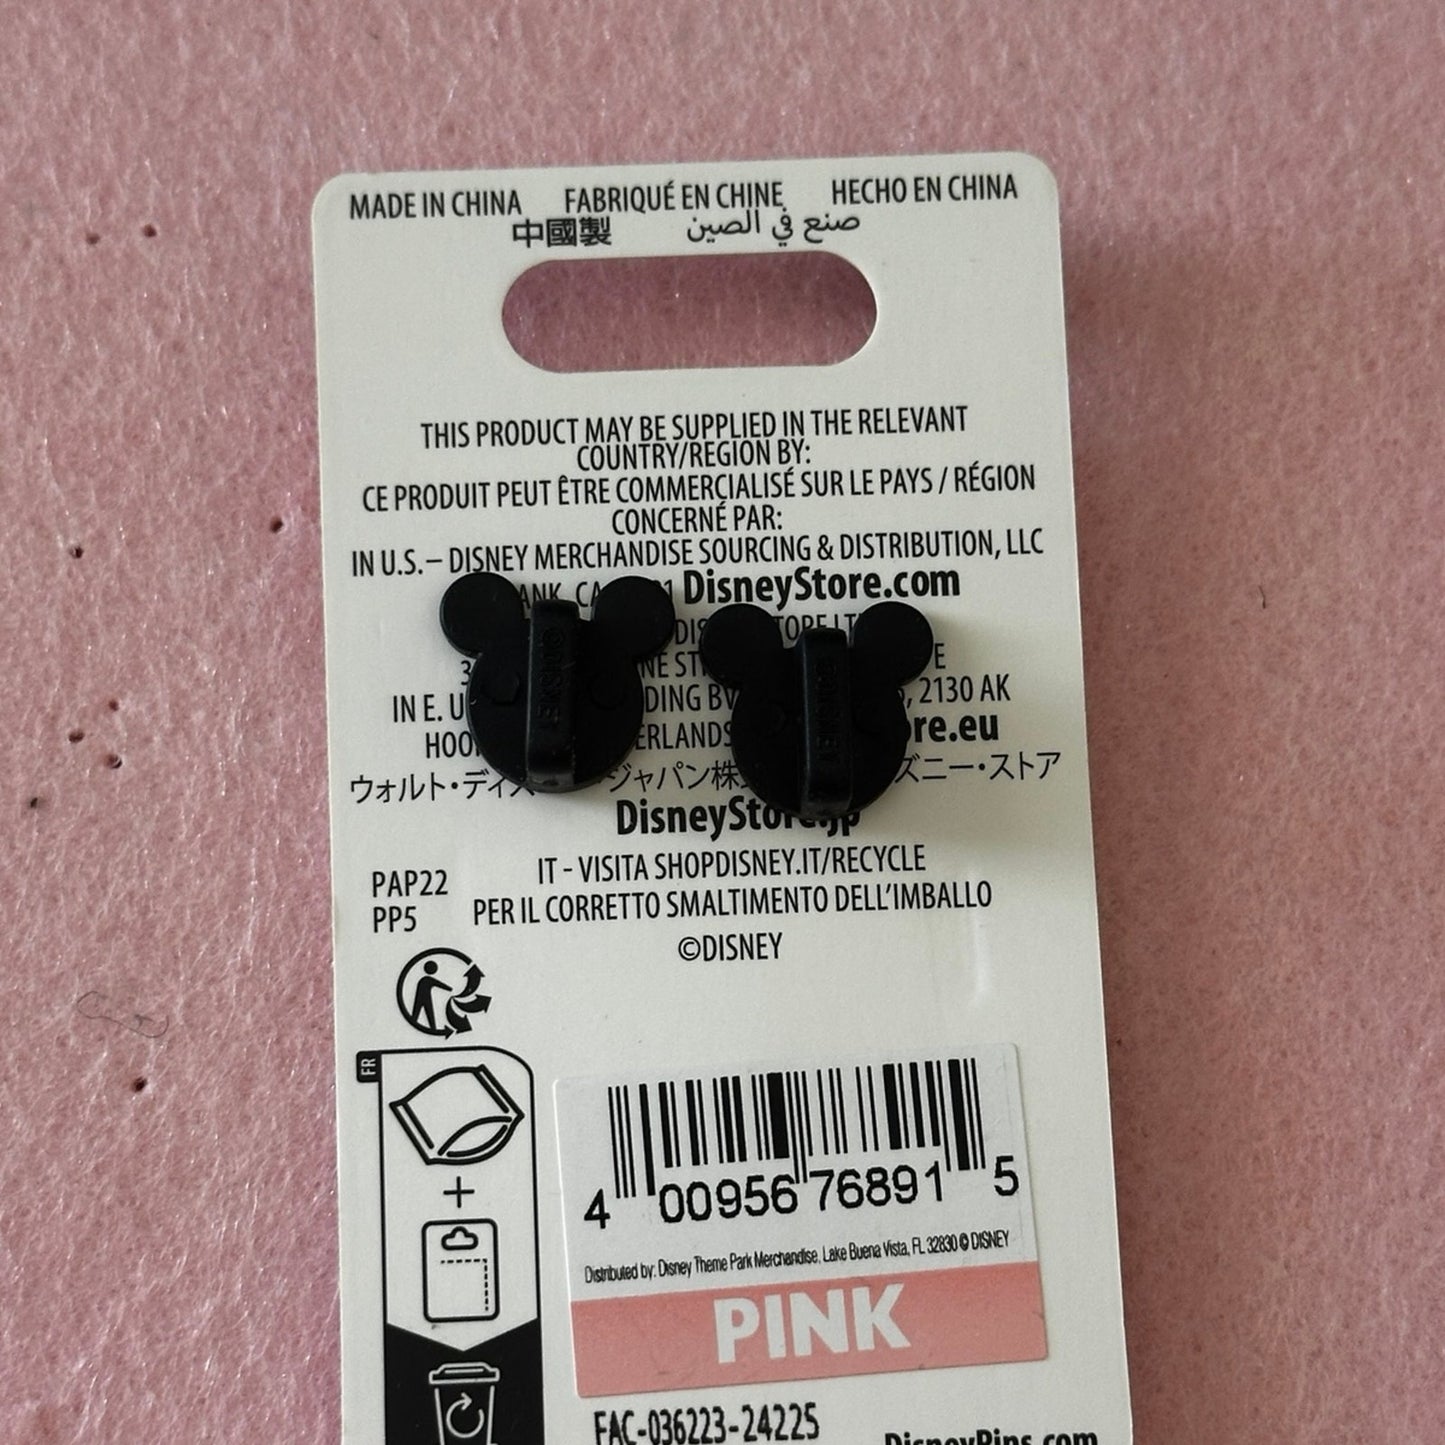 MADE IN CHINA FABRIQUÉ EN CHINE HECHO EN CHINA
中國製 صنع في الصين
THIS PRODUCT MAY BE SUPPLIED IN THE RELEVANT
COUNTRY/REGION BY:
CE PRODUIT PEUT ÊTRE COMMERCIALISÉ SUR LE PAYS / RÉGION
CONCERNÉ PAR:
IN U.S.– DISNEY MERCHANDISE SOURCING & DISTRIBUTION, LLC
DisneyStore.com
IN E. 2130 AK
ウォルト・ディズ ジャパン株 ズニー・ストア
DisneyStore.jp
IT - VISITA SHOPDISNEY.IT/RECYCLE
PER IL CORRETTO SMALTIMENTO DELL'IMBALLO
©DISNEY
PAP22
PP5
FR
4 00956 76891 5
Distributed by: Disney Theme Park Merchandise, Lake Buena Vista, FL 32830 © DISNEY
PINK
FAC-036223-24225
DisneyPins.com